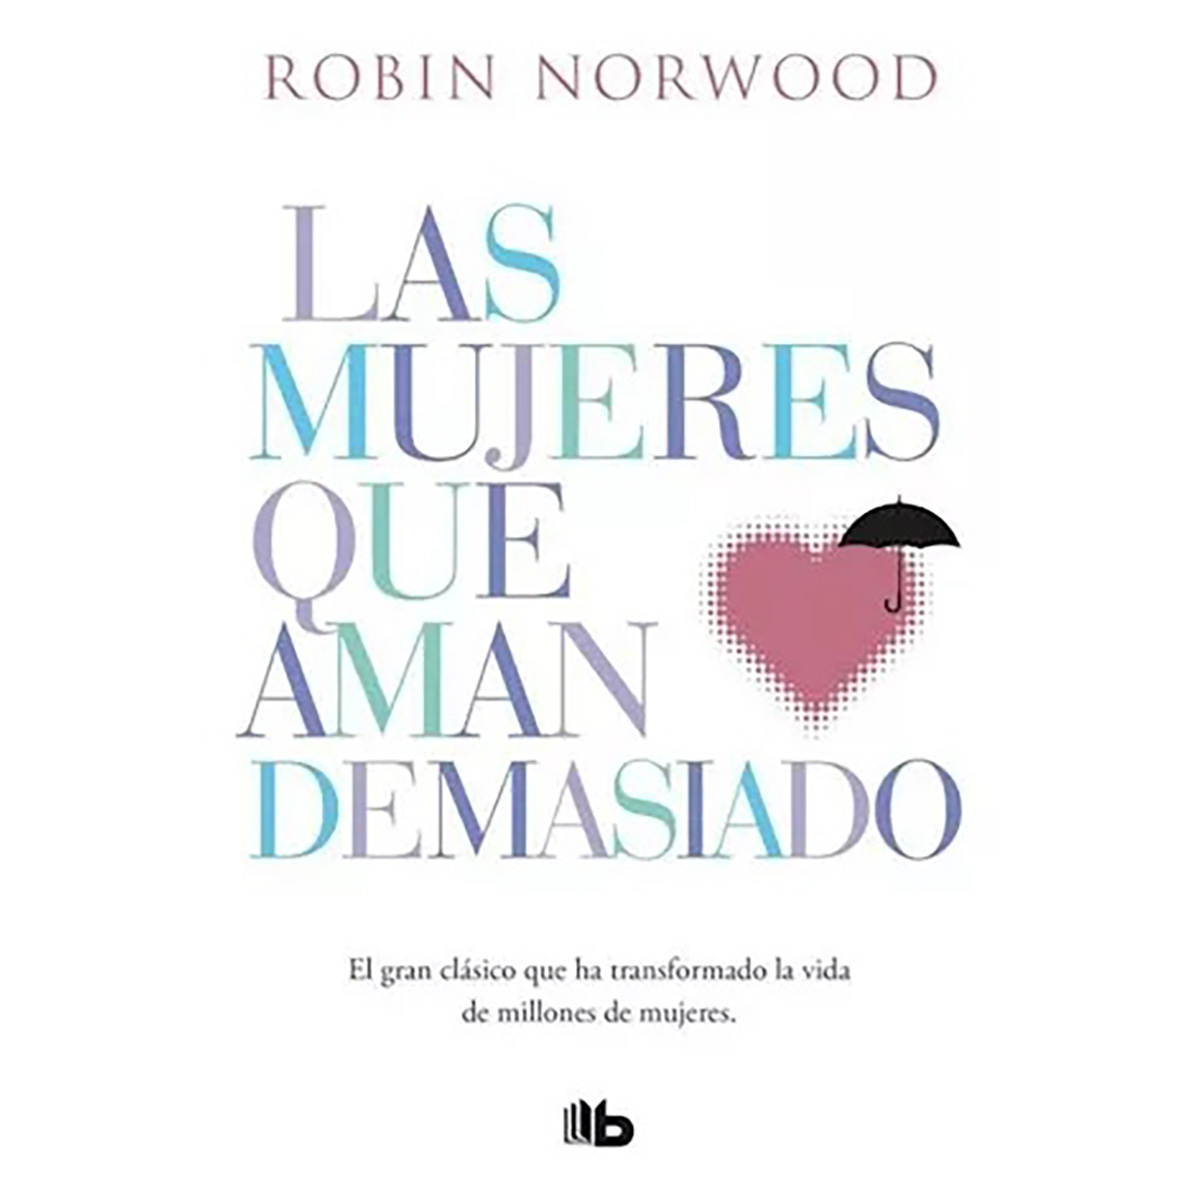 ROBIN NORWOOD
LAS
MUJERES
QUE
AMAN
DEMASIADO
El gran clásico que ha transformado la vida
de millones de mujeres.
b